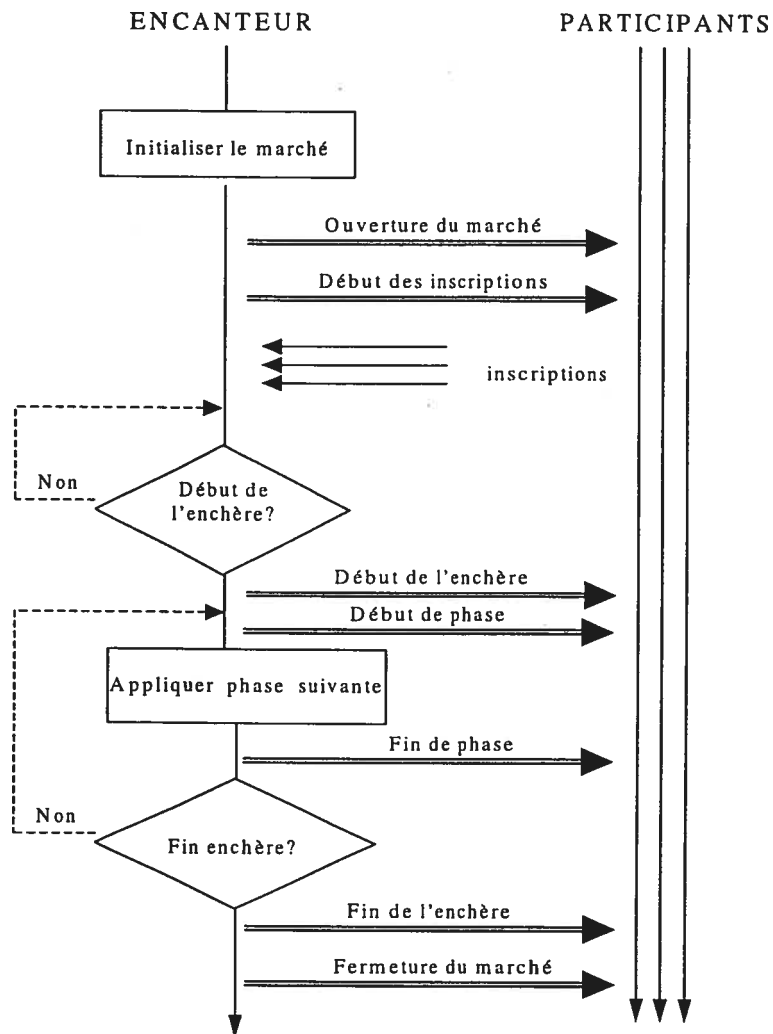 ENCANTEUR PARTICIPANTS
Initialiser le marché
Ouverture du marché
Début des inscriptions
inscriptions
Non
Début de
l'enchère?
Début de l'enchère
Début de phase
Appliquer phase suivante
Fin de phase
Non
Fin enchère?
Fin de l'enchère
Fermeture du marché